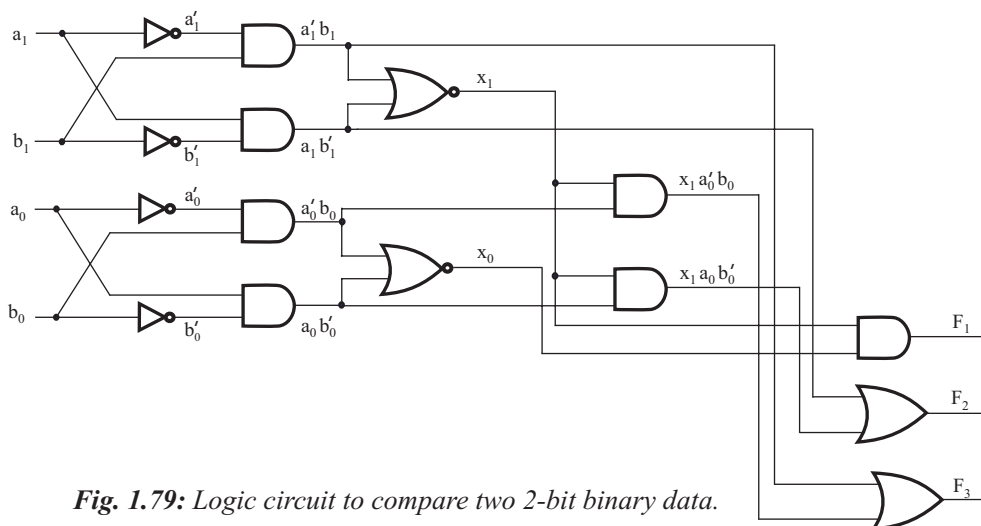 a₁
a′₁
a′₁ b₁
x₁
b₁
b′₁
a₁ b′₁
a₀
a′₀
a′₀ b₀
x₁ a′₀ b₀
x₀
b₀
b′₀
a₀ b′₀
x₁ a₀ b′₀
F₁
F₂
F₃
Fig. 1.79: Logic circuit to compare two 2-bit binary data.